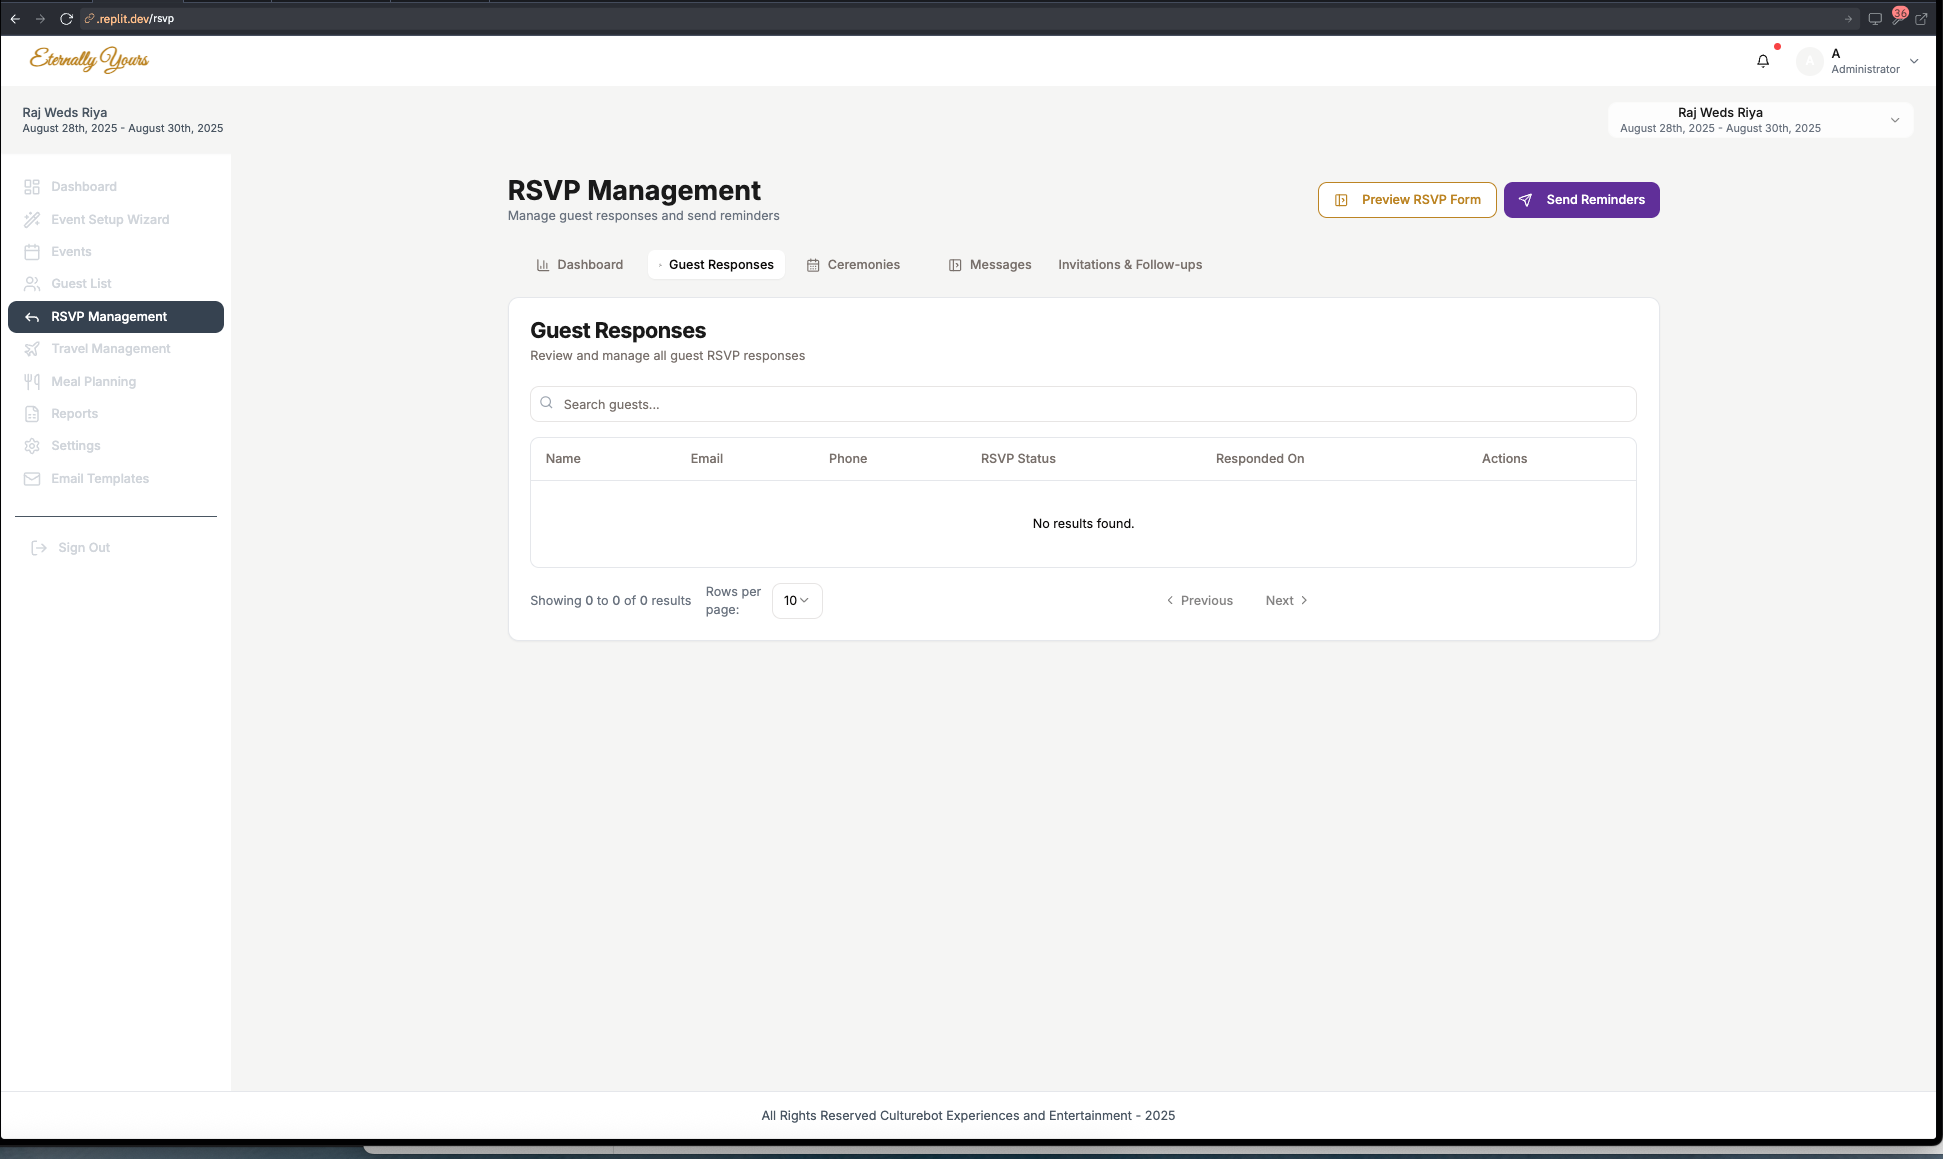 .replit.dev/rsvp
36
Eternally Yours
A
A
Administrator
Raj Weds Riya
August 28th, 2025 - August 30th, 2025
Raj Weds Riya
August 28th, 2025 - August 30th, 2025
Dashboard
Event Setup Wizard
Events
Guest List
RSVP Management
Travel Management
Meal Planning
Reports
Settings
Email Templates
Sign Out
RSVP Management
Manage guest responses and send reminders
Preview RSVP Form
Send Reminders
Dashboard
Guest Responses
Ceremonies
Messages
Invitations & Follow-ups
Guest Responses
Review and manage all guest RSVP responses
Search guests...
Name Email Phone RSVP Status Responded On Actions
No results found.
Showing 0 to 0 of 0 results
Rows per
page:
10
Previous
Next
All Rights Reserved Culturebot Experiences and Entertainment - 2025